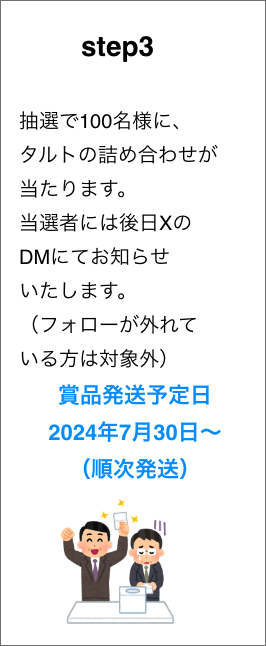 step3
抽選で100名様に、
タルトの詰め合わせが
当たります。
当選者には後日Xの
DMにてお知らせ
いたします。
（フォローが外れて
いる方は対象外）
賞品発送予定日
2024年7月30日〜
（順次発送）